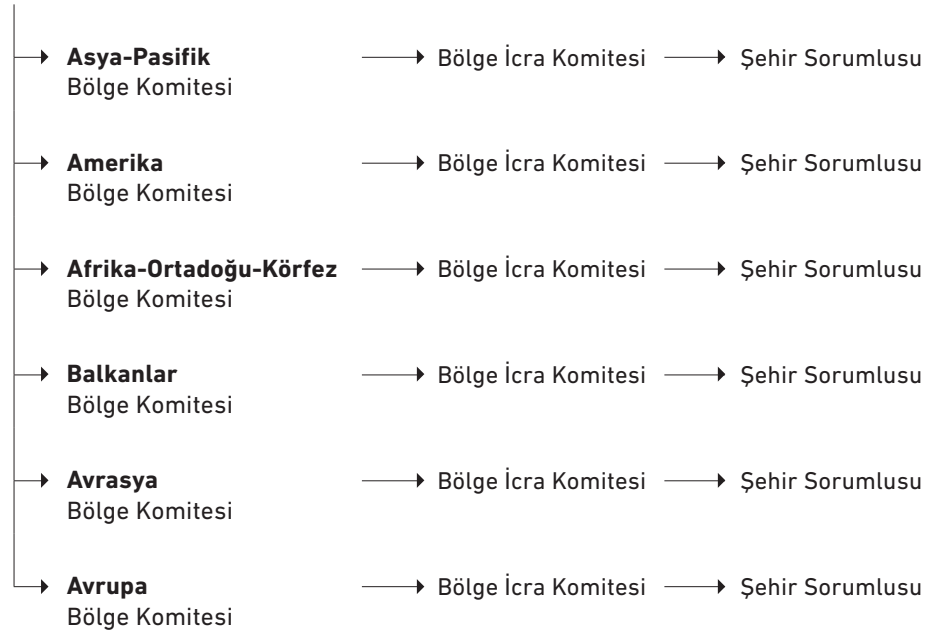 Asya-Pasifik Bölge İcra Komitesi Şehir Sorumlusu
Bölge Komitesi
Amerika Bölge İcra Komitesi Şehir Sorumlusu
Bölge Komitesi
Afrika-Ortadoğu-Körfez Bölge İcra Komitesi Şehir Sorumlusu
Bölge Komitesi
Balkanlar Bölge İcra Komitesi Şehir Sorumlusu
Bölge Komitesi
Avrasya Bölge İcra Komitesi Şehir Sorumlusu
Bölge Komitesi
Avrupa Bölge İcra Komitesi Şehir Sorumlusu
Bölge Komitesi